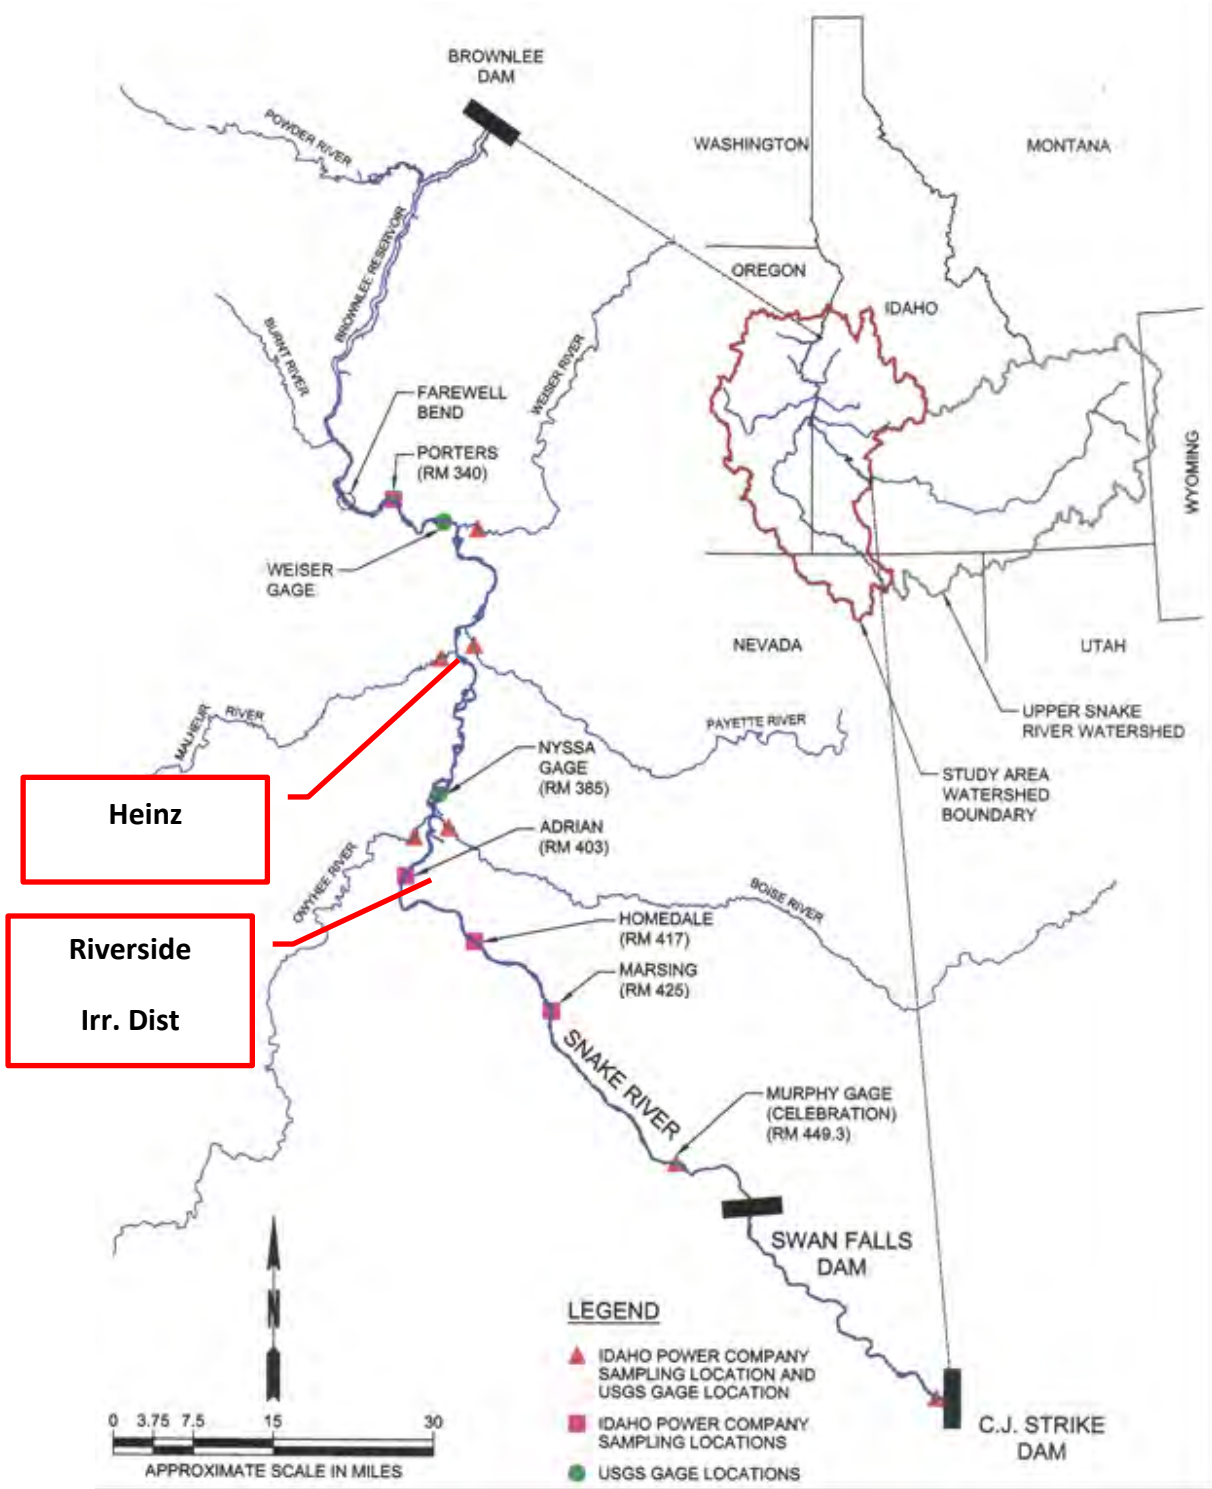 BROWNLEE
DAM
POWDER RIVER
BROWNLEE RESERVOIR
BURNT RIVER
WEISER RIVER
FAREWELL
BEND
PORTERS
(RM 340)
WEISER
GAGE
WASHINGTON
MONTANA
OREGON
IDAHO
WYOMING
NEVADA
UTAH
UPPER SNAKE
RIVER WATERSHED
STUDY AREA
WATERSHED
BOUNDARY
MALHEUR RIVER
PAYETTE RIVER
NYSSA
GAGE
(RM 385)
Heinz
ADRIAN
(RM 403)
OWYHEE RIVER
BOISE RIVER
Riverside
Irr. Dist
HOMEDALE
(RM 417)
MARSING
(RM 425)
SNAKE RIVER
MURPHY GAGE
(CELEBRATION)
(RM 449.3)
SWAN FALLS
DAM
C.J. STRIKE
DAM
N
0 3.75 7.5 15 30
APPROXIMATE SCALE IN MILES
LEGEND
IDAHO POWER COMPANY
SAMPLING LOCATION AND
USGS GAGE LOCATION
IDAHO POWER COMPANY
SAMPLING LOCATIONS
USGS GAGE LOCATIONS